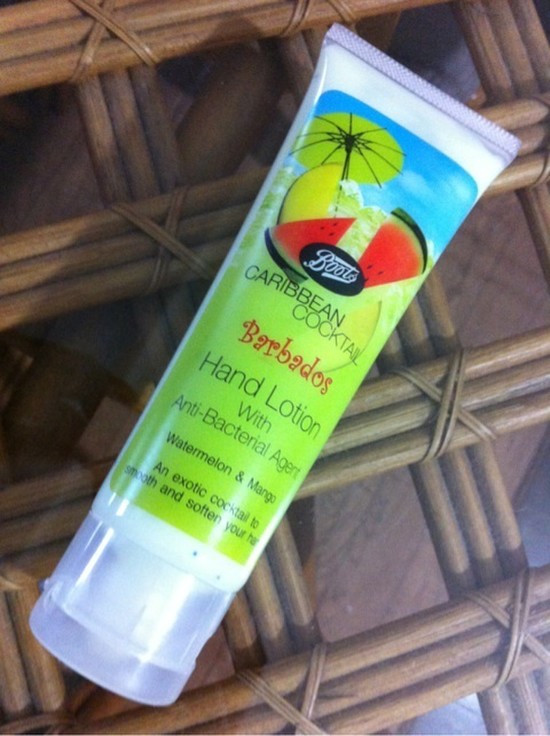 Boots
CARIBBEAN
COCKTAIL
Barbados
Hand Lotion
With
Anti-Bacterial Agent
Watermelon & Mango
An exotic cocktail to
smooth and soften your